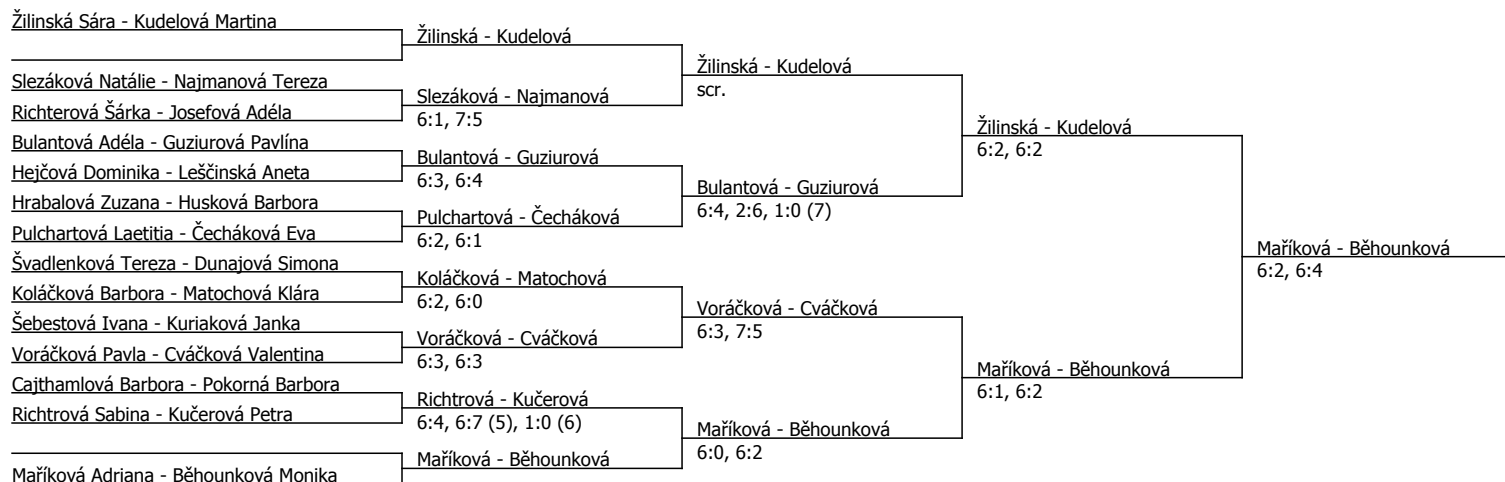 Žilinská Sára - Kudelová Martina
Slezáková Natálie - Najmanová Tereza
Richterová Šárka - Josefová Adéla
Bulantová Adéla - Guziurová Pavlína
Hejčová Dominika - Leščinská Aneta
Hrabalová Zuzana - Husková Barbora
Pulchartová Laetitia - Čecháková Eva
Švadlenková Tereza - Dunajová Simona
Koláčková Barbora - Matochová Klára
Šebestová Ivana - Kuriaková Janka
Voráčková Pavla - Cváčková Valentina
Cajthamlová Barbora - Pokorná Barbora
Richtrová Sabina - Kučerová Petra
Maříková Adriana - Běhounková Monika
Žilinská - Kudelová
Slezáková - Najmanová
6:1, 7:5
Bulantová - Guziurová
6:3, 6:4
Pulchartová - Čecháková
6:2, 6:1
Koláčková - Matochová
6:2, 6:0
Voráčková - Cváčková
6:3, 6:3
Richtrová - Kučerová
6:4, 6:7 (5), 1:0 (6)
Maříková - Běhounková
Žilinská - Kudelová
scr.
Bulantová - Guziurová
6:4, 2:6, 1:0 (7)
Voráčková - Cváčková
6:3, 7:5
Maříková - Běhounková
6:0, 6:2
Žilinská - Kudelová
6:2, 6:2
Maříková - Běhounková
6:1, 6:2
Maříková - Běhounková
6:2, 6:4